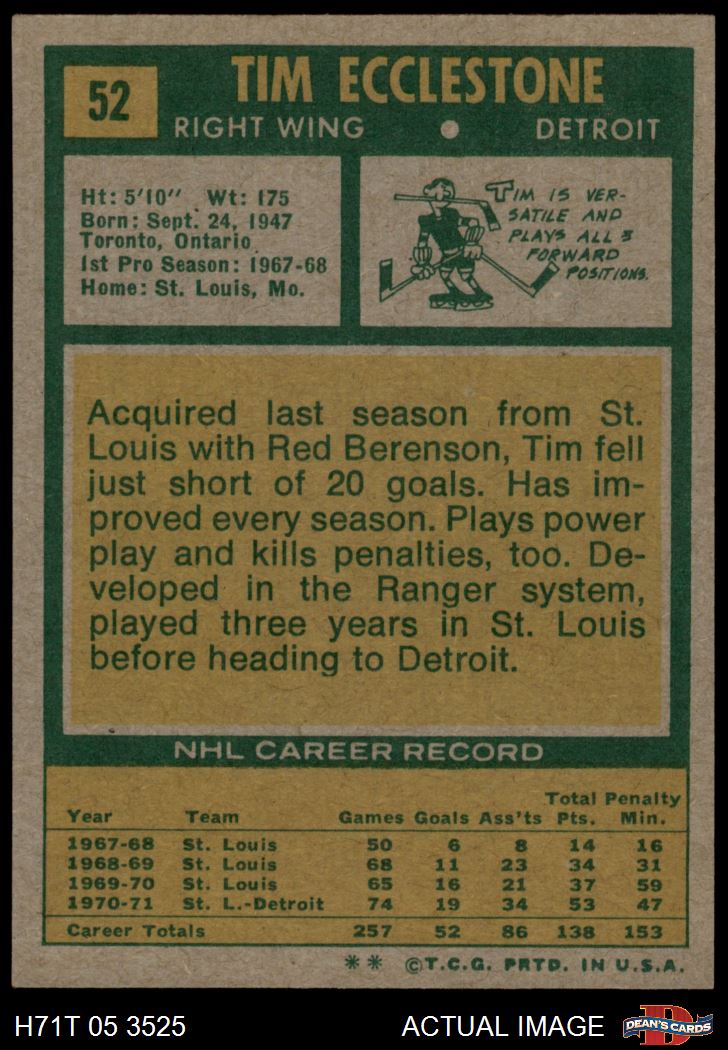 52
TIM ECCLESTONE
RIGHT WING • DETROIT
Ht: 5'10" Wt: 175
Born: Sept. 24, 1947
Toronto, Ontario
1st Pro Season: 1967-68
Home: St. Louis, Mo.
TIM IS VER-
SATILE AND
PLAYS ALL 3
FORWARD
POSITIONS.
Acquired last season from St.
Louis with Red Berenson, Tim fell
just short of 20 goals. Has im-
proved every season. Plays power
play and kills penalties, too. De-
veloped in the Ranger system,
played three years in St. Louis
before heading to Detroit.
NHL CAREER RECORD
Total Penalty
Year Team Games Goals Ass'ts Pts. Min.
1967-68 St. Louis 50 6 8 14 16
1968-69 St. Louis 68 11 23 34 31
1969-70 St. Louis 65 16 21 37 59
1970-71 St. L.-Detroit 74 19 34 53 47
Career Totals 257 52 86 138 153
** ©T.C.G. PRTD. IN U.S.A.
H71T 05 3525 ACTUAL IMAGE
DEAN'S CARDS